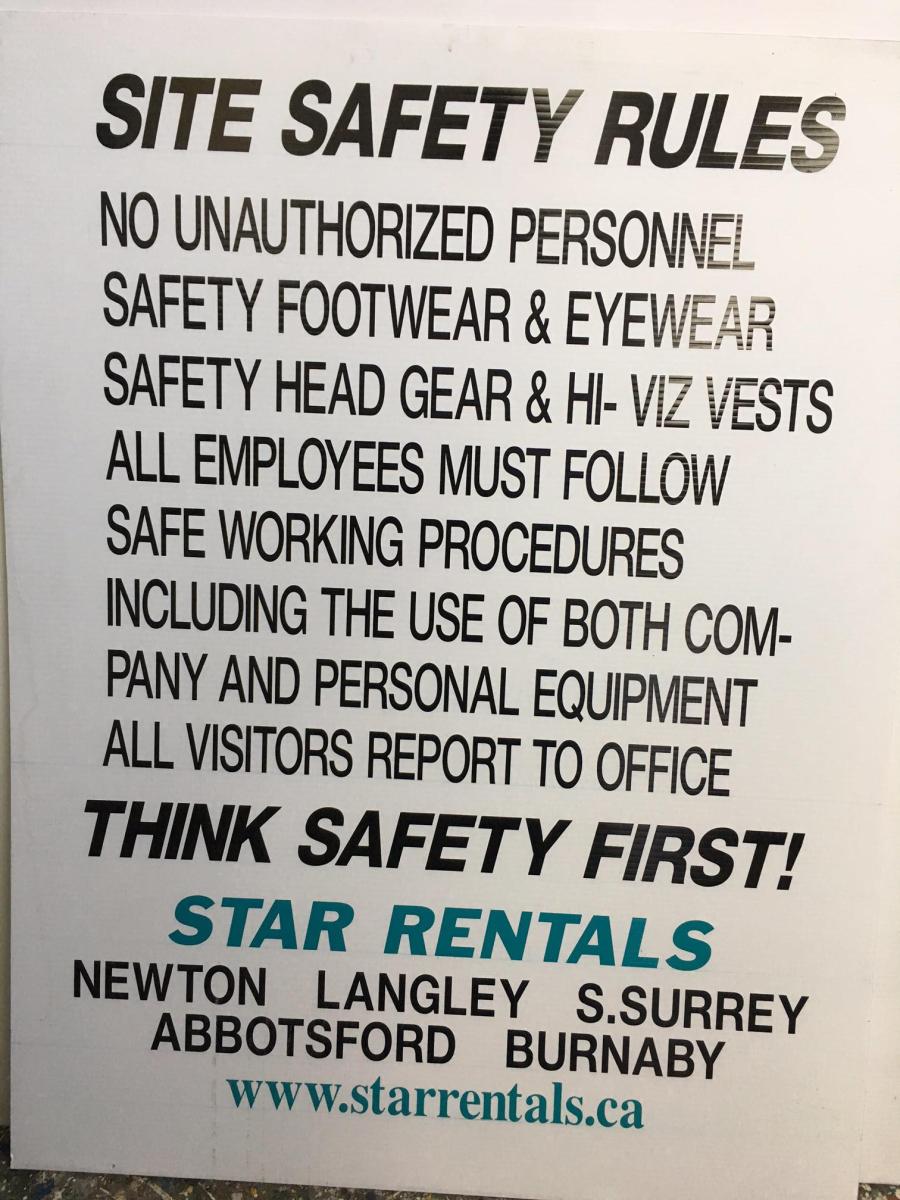 SITE SAFETY RULES
NO UNAUTHORIZED PERSONNEL
SAFETY FOOTWEAR & EYEWEAR
SAFETY HEAD GEAR & HI- VIZ VESTS
ALL EMPLOYEES MUST FOLLOW
SAFE WORKING PROCEDURES
INCLUDING THE USE OF BOTH COM-
PANY AND PERSONAL EQUIPMENT
ALL VISITORS REPORT TO OFFICE
THINK SAFETY FIRST!
STAR RENTALS
NEWTON LANGLEY S.SURREY
ABBOTSFORD BURNABY
www.starrentals.ca